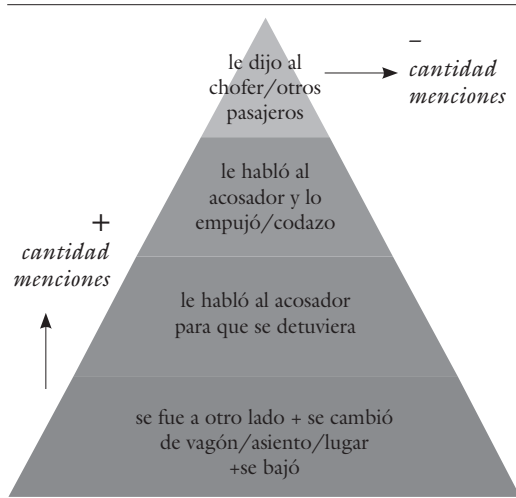 le dijo al
chofer/otros
pasajeros
–
cantidad
menciones
le habló al
acosador y lo
empujó/codazo
+
cantidad
menciones
le habló al acosador
para que se detuviera
se fue a otro lado + se cambió
de vagón/asiento/lugar
+se bajó